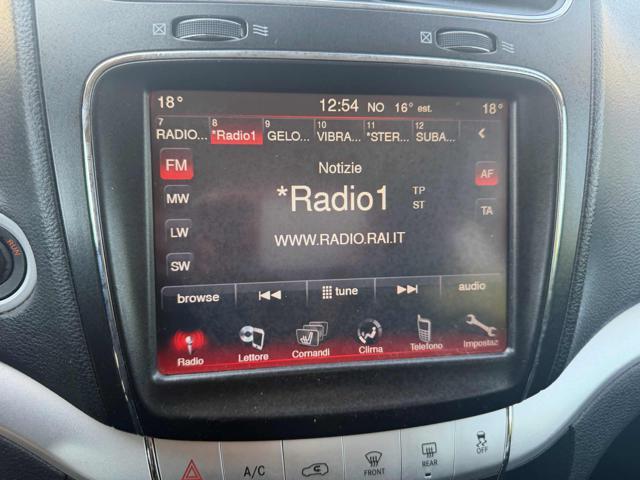 18° 12:54 NO 16° est. 18°
7 8 9 10 11 12
RADIO... *Radio1 GELO... VIBRA... *STER... SUBA...
FM Notizie AF
MW *Radio1 TP
ST TA
LW WWW.RADIO.RAI.IT
SW
browse tune audio
Radio Lettore Comandi Clima Telefono Impostaz
RUN
A/C FRONT REAR OFF